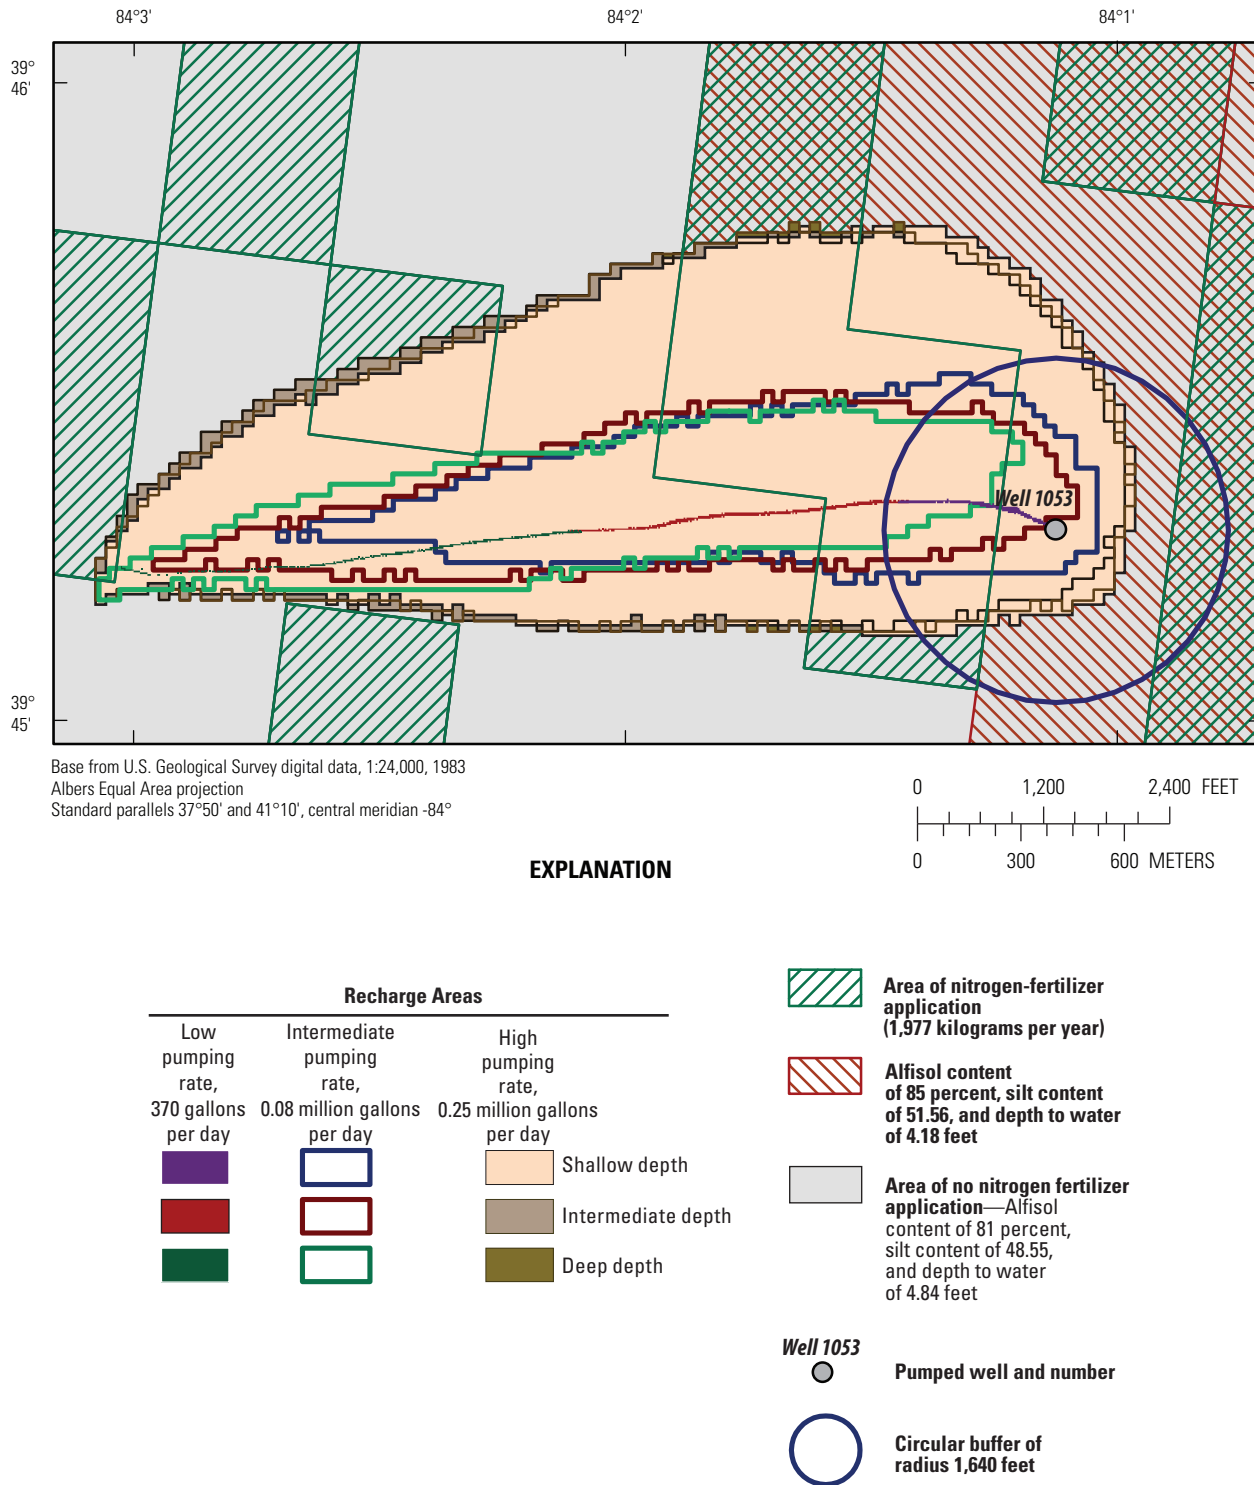 84°3'
84°2'
84°1'
39°
46'
Well 1053
39°
45'
Base from U.S. Geological Survey digital data, 1:24,000, 1983
Albers Equal Area projection
Standard parallels 37°50' and 41°10', central meridian -84°
0 1,200 2,400 FEET
0 300 600 METERS
EXPLANATION
Recharge Areas
Low
pumping
rate,
370 gallons
per day
Intermediate
pumping
rate,
0.08 million gallons
per day
High
pumping
rate,
0.25 million gallons
per day
Shallow depth
Intermediate depth
Deep depth
Area of nitrogen-fertilizer
application
(1,977 kilograms per year)
Alfisol content
of 85 percent, silt content
of 51.56, and depth to water
of 4.18 feet
Area of no nitrogen fertilizer
application—Alfisol
content of 81 percent,
silt content of 48.55,
and depth to water
of 4.84 feet
Well 1053
Pumped well and number
Circular buffer of
radius 1,640 feet